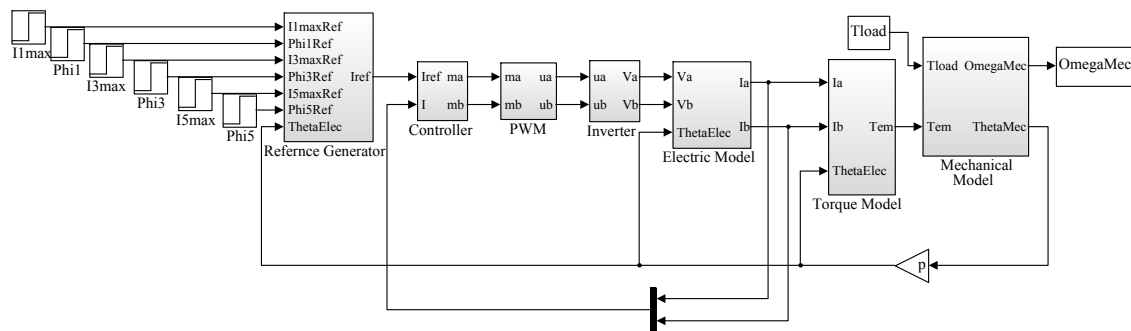 I1max
Phi1
I3max
Phi3
I5max
Phi5
I1maxRef
Phi1Ref
I3maxRef
Phi3Ref
I5maxRef
Phi5Ref
ThetaElec
Iref
Refernce Generator
Iref ma
I mb
Controller
ma ua
mb ub
PWM
ua Va
ub Vb
Inverter
Va
Vb
ThetaElec
Ia
Ib
Electric Model
Ia
Ib
ThetaElec
Tem
Torque Model
Tload
Tload OmegaMec
Tem ThetaMec
Mechanical
Model
OmegaMec
p